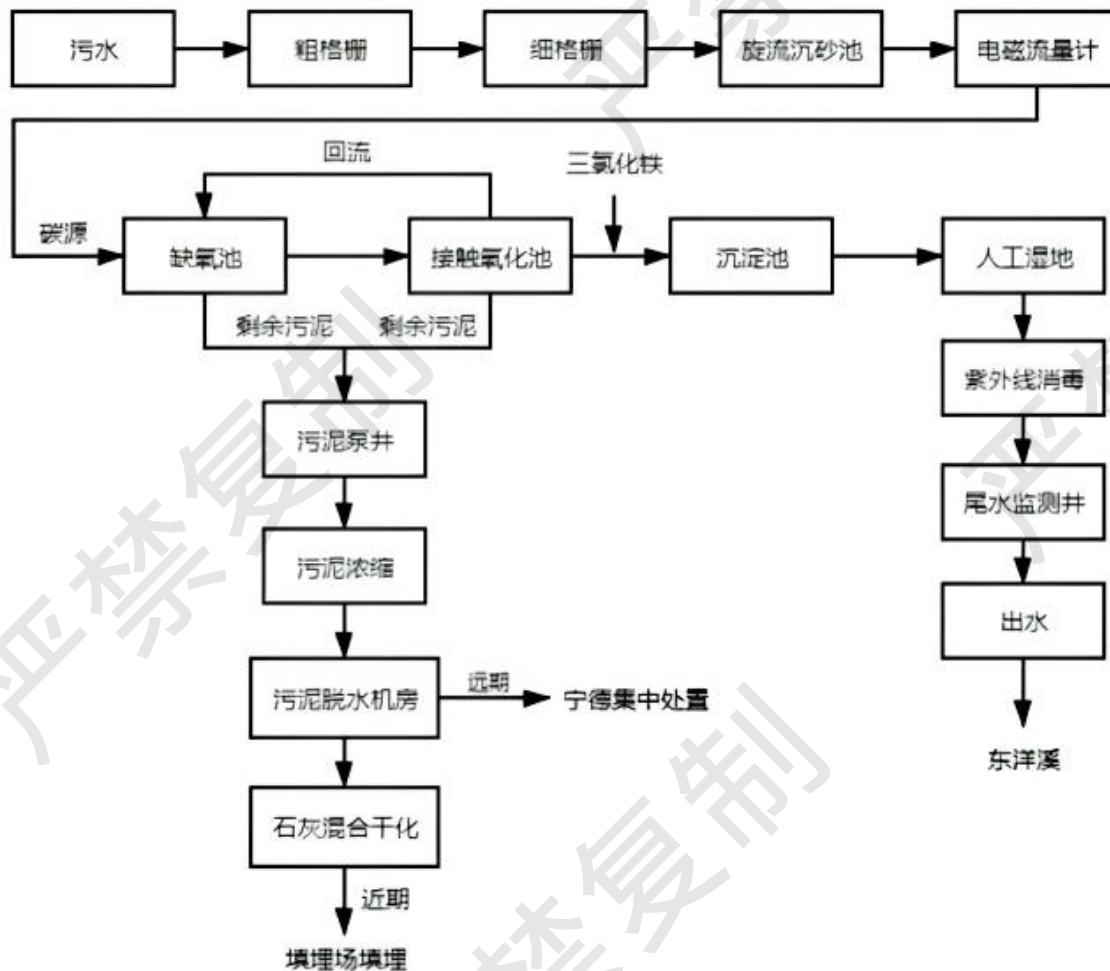 污水
粗格栅
细格栅
旋流沉砂池
电磁流量计
回流
三氯化铁
碳源
缺氧池
接触氧化池
沉淀池
人工湿地
剩余污泥
剩余污泥
紫外线消毒
污泥泵井
尾水监测井
污泥浓缩
出水
污泥脱水机房
远期
宁德集中处置
东洋溪
石灰混合干化
近期
填埋场填埋
严禁复制
严禁复制
严禁
严禁